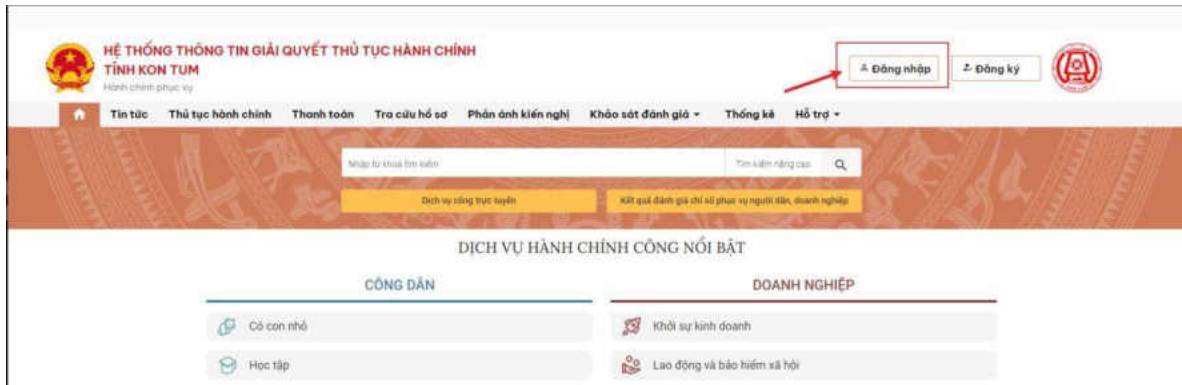 HỆ THỐNG THÔNG TIN GIẢI QUYẾT THỦ TỤC HÀNH CHÍNH
TỈNH KON TUM
Hành chính phục vụ
Đăng nhập
Đăng ký
Tin tức Thủ tục hành chính Thanh toán Tra cứu hồ sơ Phản ánh kiến nghị Khảo sát đánh giá Thống kê Hỗ trợ
Nhập từ khoá tìm kiếm Tìm kiếm nâng cao
Dịch vụ công trực tuyến Kết quả đánh giá chỉ số phục vụ người dân, doanh nghiệp
DỊCH VỤ HÀNH CHÍNH CÔNG NỔI BẬT
CÔNG DÂN DOANH NGHIỆP
Có con nhỏ Khởi sự kinh doanh
Học tập Lao động và bảo hiểm xã hội